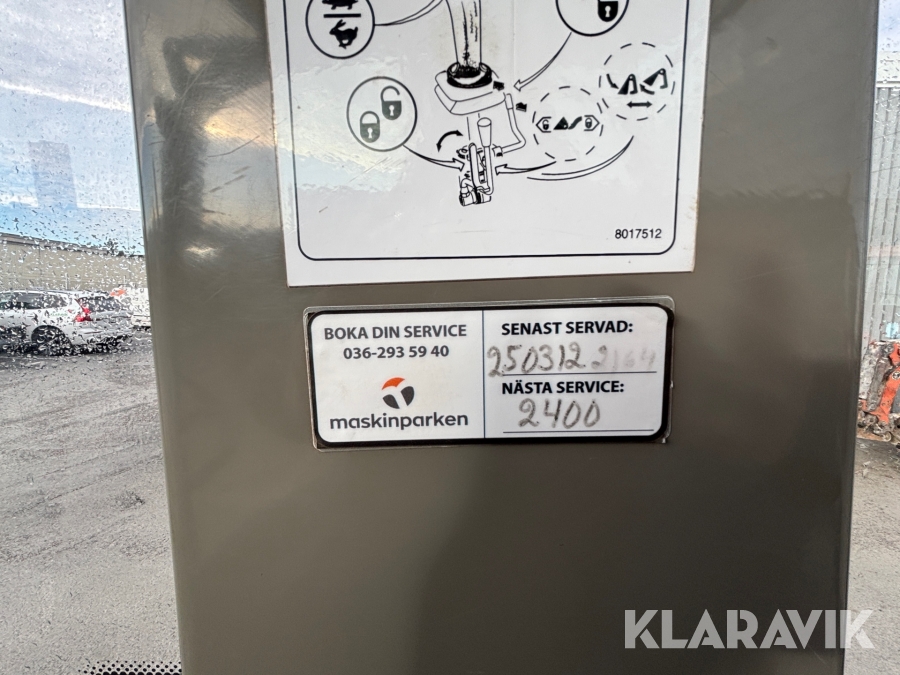 8017512
BOKA DIN SERVICE
036-293 59 40
maskinparken
SENAST SERVAD:
250312 2164
NÄSTA SERVICE:
2400
KLARAVIK